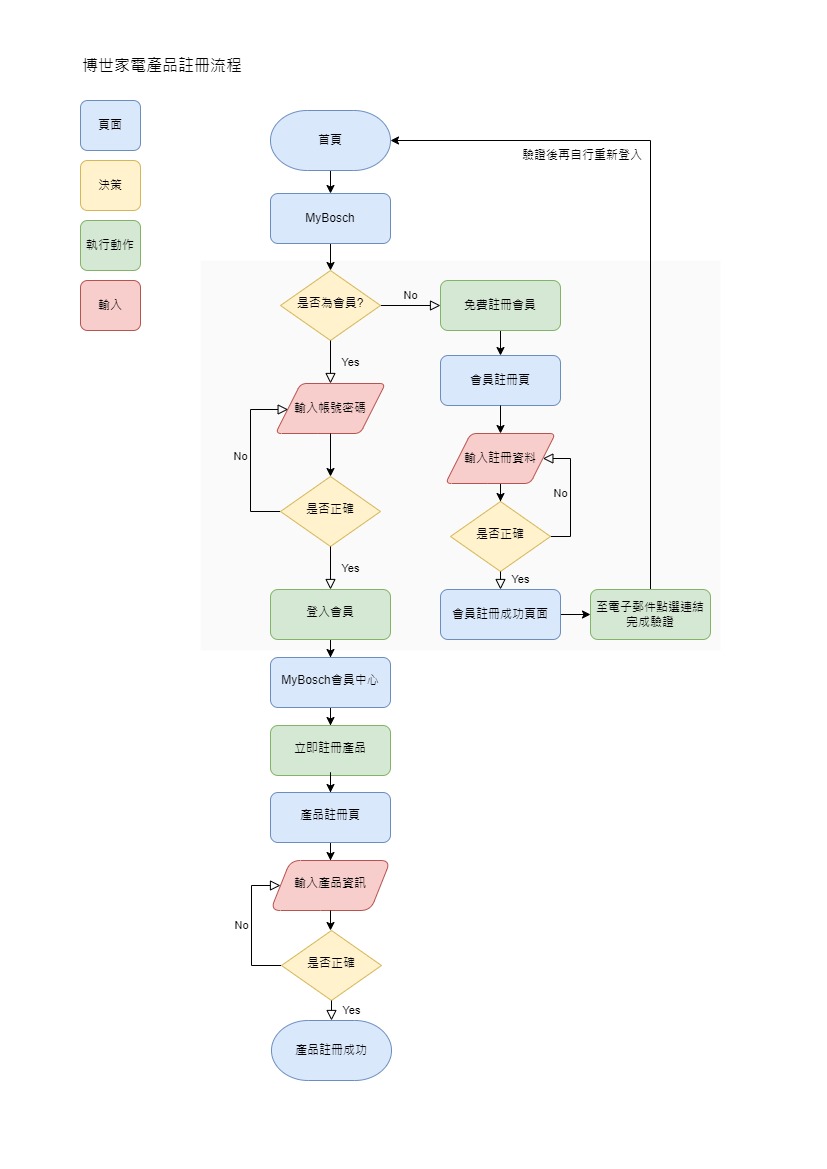 博世家電產品註冊流程
頁面
決策
執行動作
輸入
首頁
驗證後再自行重新登入
MyBosch
是否為會員?
No
免費註冊會員
Yes
會員註冊頁
輸入帳號密碼
No
輸入註冊資料
No
是否正確
是否正確
Yes
Yes
登入會員
會員註冊成功頁面
至電子郵件點選連結
完成驗證
MyBosch會員中心
立即註冊產品
產品註冊頁
輸入產品資訊
No
是否正確
Yes
產品註冊成功